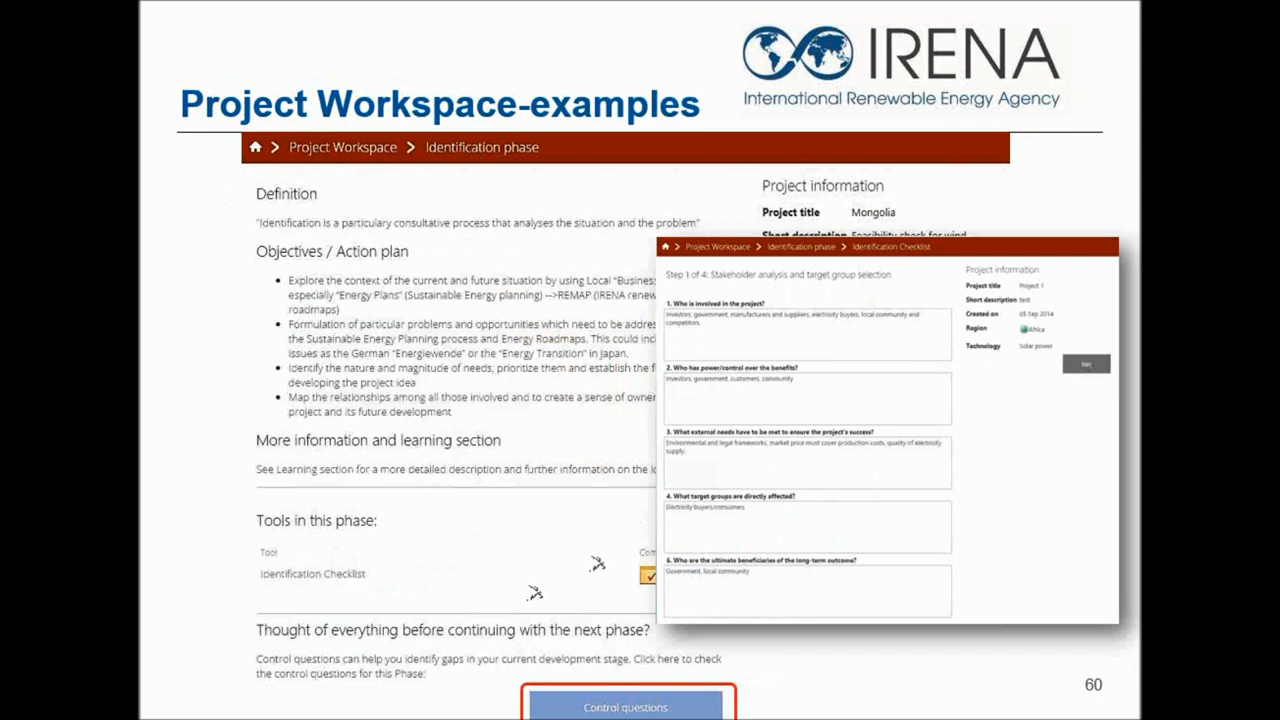 IRENA
International Renewable Energy Agency
Project Workspace-examples
Project Workspace
Identification phase
Definition
"Identification is a particulary consultative process that analyses the situation and the problem"
Objectives / Action plan
Explore the context of the current and future situation by using Local "Business
especially "Energy Plans" (Sustainable Energy planning) -->REMAP (IRENA renew
roadmaps)
Formulation of particular problems and opportunities which need to be addres
the Sustainable Energy Planning process and Energy Roadmaps. This could incl
issues as the German "Energiewende" or the "Energy Transition" in Japan.
Identify the nature and magnitude of needs, prioritize them and establish the f
developing the project idea
Map the relationships among all those involved and to create a sense of owner
project and its future development
More information and learning section
See Learning section for a more detailed description and further information on the
Tools in this phase:
Tool
Com
Identification Checklist
Thought of everything before continuing with the next phase?
Control questions can help you identify gaps in your current development stage. Click here to check
the control questions for this Phase:
Control questions
Project information
Project title Mongolia
Short description Feasibility check for wind
Project Workspace
Identification phase
Identification Checklist
Step 1 of 4: Stakeholder analysis and target group selection
1. Who is involved in the project?
Investors, government, manufacturers and suppliers, electricity buyers, local community and
competitors.
2. Who has power/control over the benefits?
Investors, government, customers, community
3. What external needs have to be met to ensure the project's success?
Environmental and legal frameworks, market price must cover production costs, quality of electricity
supply.
4. What target groups are directly affected?
Electricity buyers/consumers
Who are the ultimate beneficiaries of the long-term outcome?
Government, local community
Project information
Project title Project 1
Short description test
Created on 05 Sep 2014
Region Africa
Technology Solar power
60